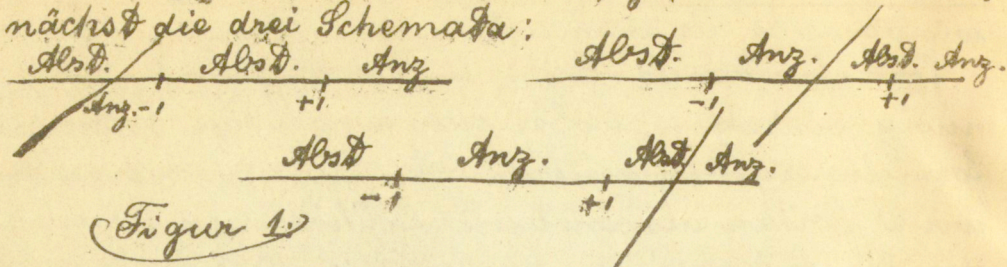 nächst die drei Schemata:
Abst. Abst. Anz
Anz. -1 +1
Abst. Anz. Abst. Anz.
-1 +1
Abst Anz. Abst Anz.
-1 +1
Figur 1.